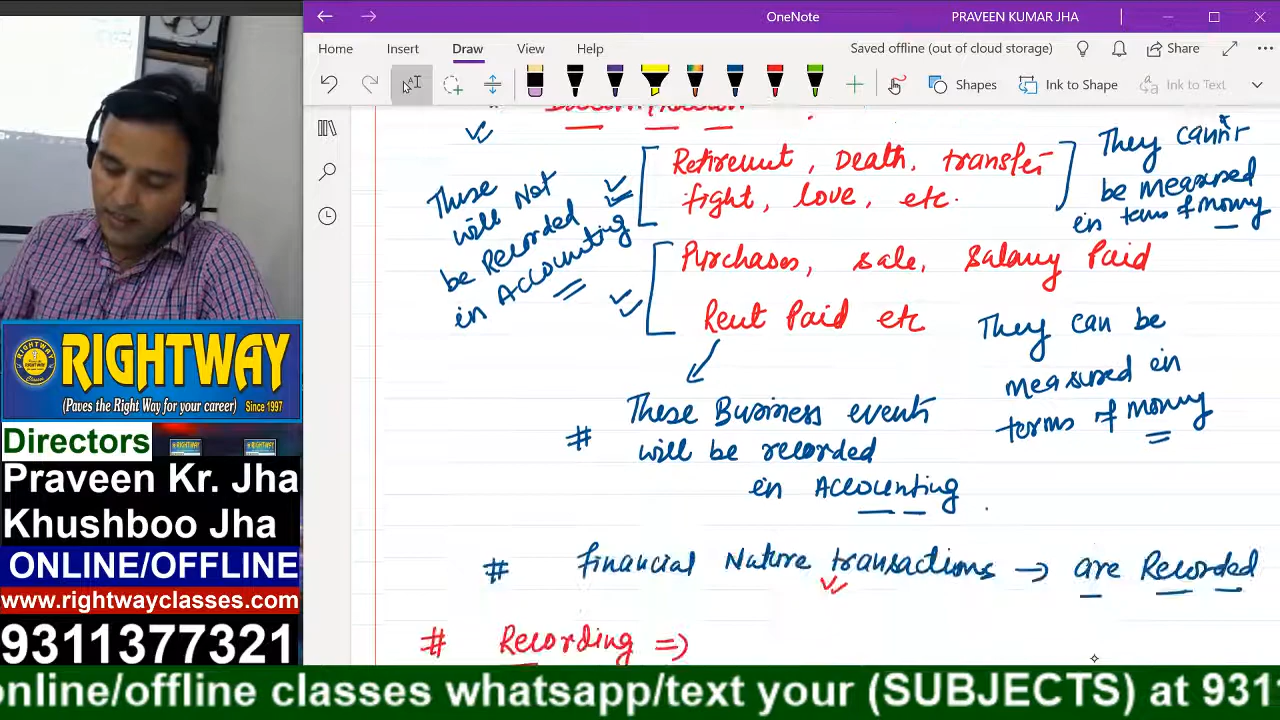 OneNote
PRAVEEN KUMAR JHA
Home Insert Draw View Help
Saved offline (out of cloud storage)
Share
Shapes
Ink to Shape
Ink to Text
Retirement, Death, transfer
fight, love, etc.
They cannot
be measured
in terms of money
These
will Not
be Recorded
in Accounting
Purchases, sale, Salary Paid
Rent Paid etc
They can be
measured in
terms of money
# These Business events
will be recorded
in Accounting.
# financial Nature transactions → are Recorded
# Recording =>
RIGHTWAY
(Paves the Right Way for your career) Since 1997
Directors
Praveen Kr. Jha
Khushboo Jha
ONLINE/OFFLINE
www.rightwayclasses.com
9311377321
online/offline classes whatsapp/text your (SUBJECTS) at 931